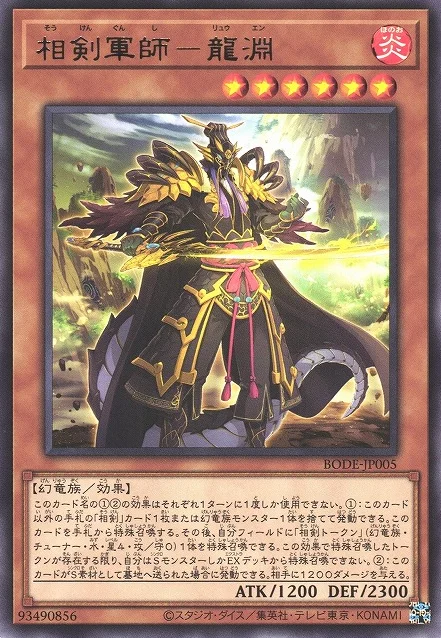 相剣軍師－龍淵
炎
BODE-JP005
【幻竜族／効果】
このカード名の①②の効果はそれぞれ1ターンに1度しか使用できない。①：このカード
以外の手札の「相剣」カード1枚または幻竜族モンスター1体を捨てて発動できる。この
カードを手札から特殊召喚する。その後、自分フィールドに「相剣トークン」（幻竜族・
チューナー・水・星4・攻／守0）1体を特殊召喚できる。この効果で特殊召喚したトーク
ンが存在する限り、自分はSモンスターしかEXデッキから特殊召喚できない。②：この
カードがS素材として墓地へ送られた場合に発動できる。相手に1200ダメージを与える。
ATK/1200 DEF/2300
93490856 ©スタジオ・ダイス／集英社・テレビ東京・KONAMI